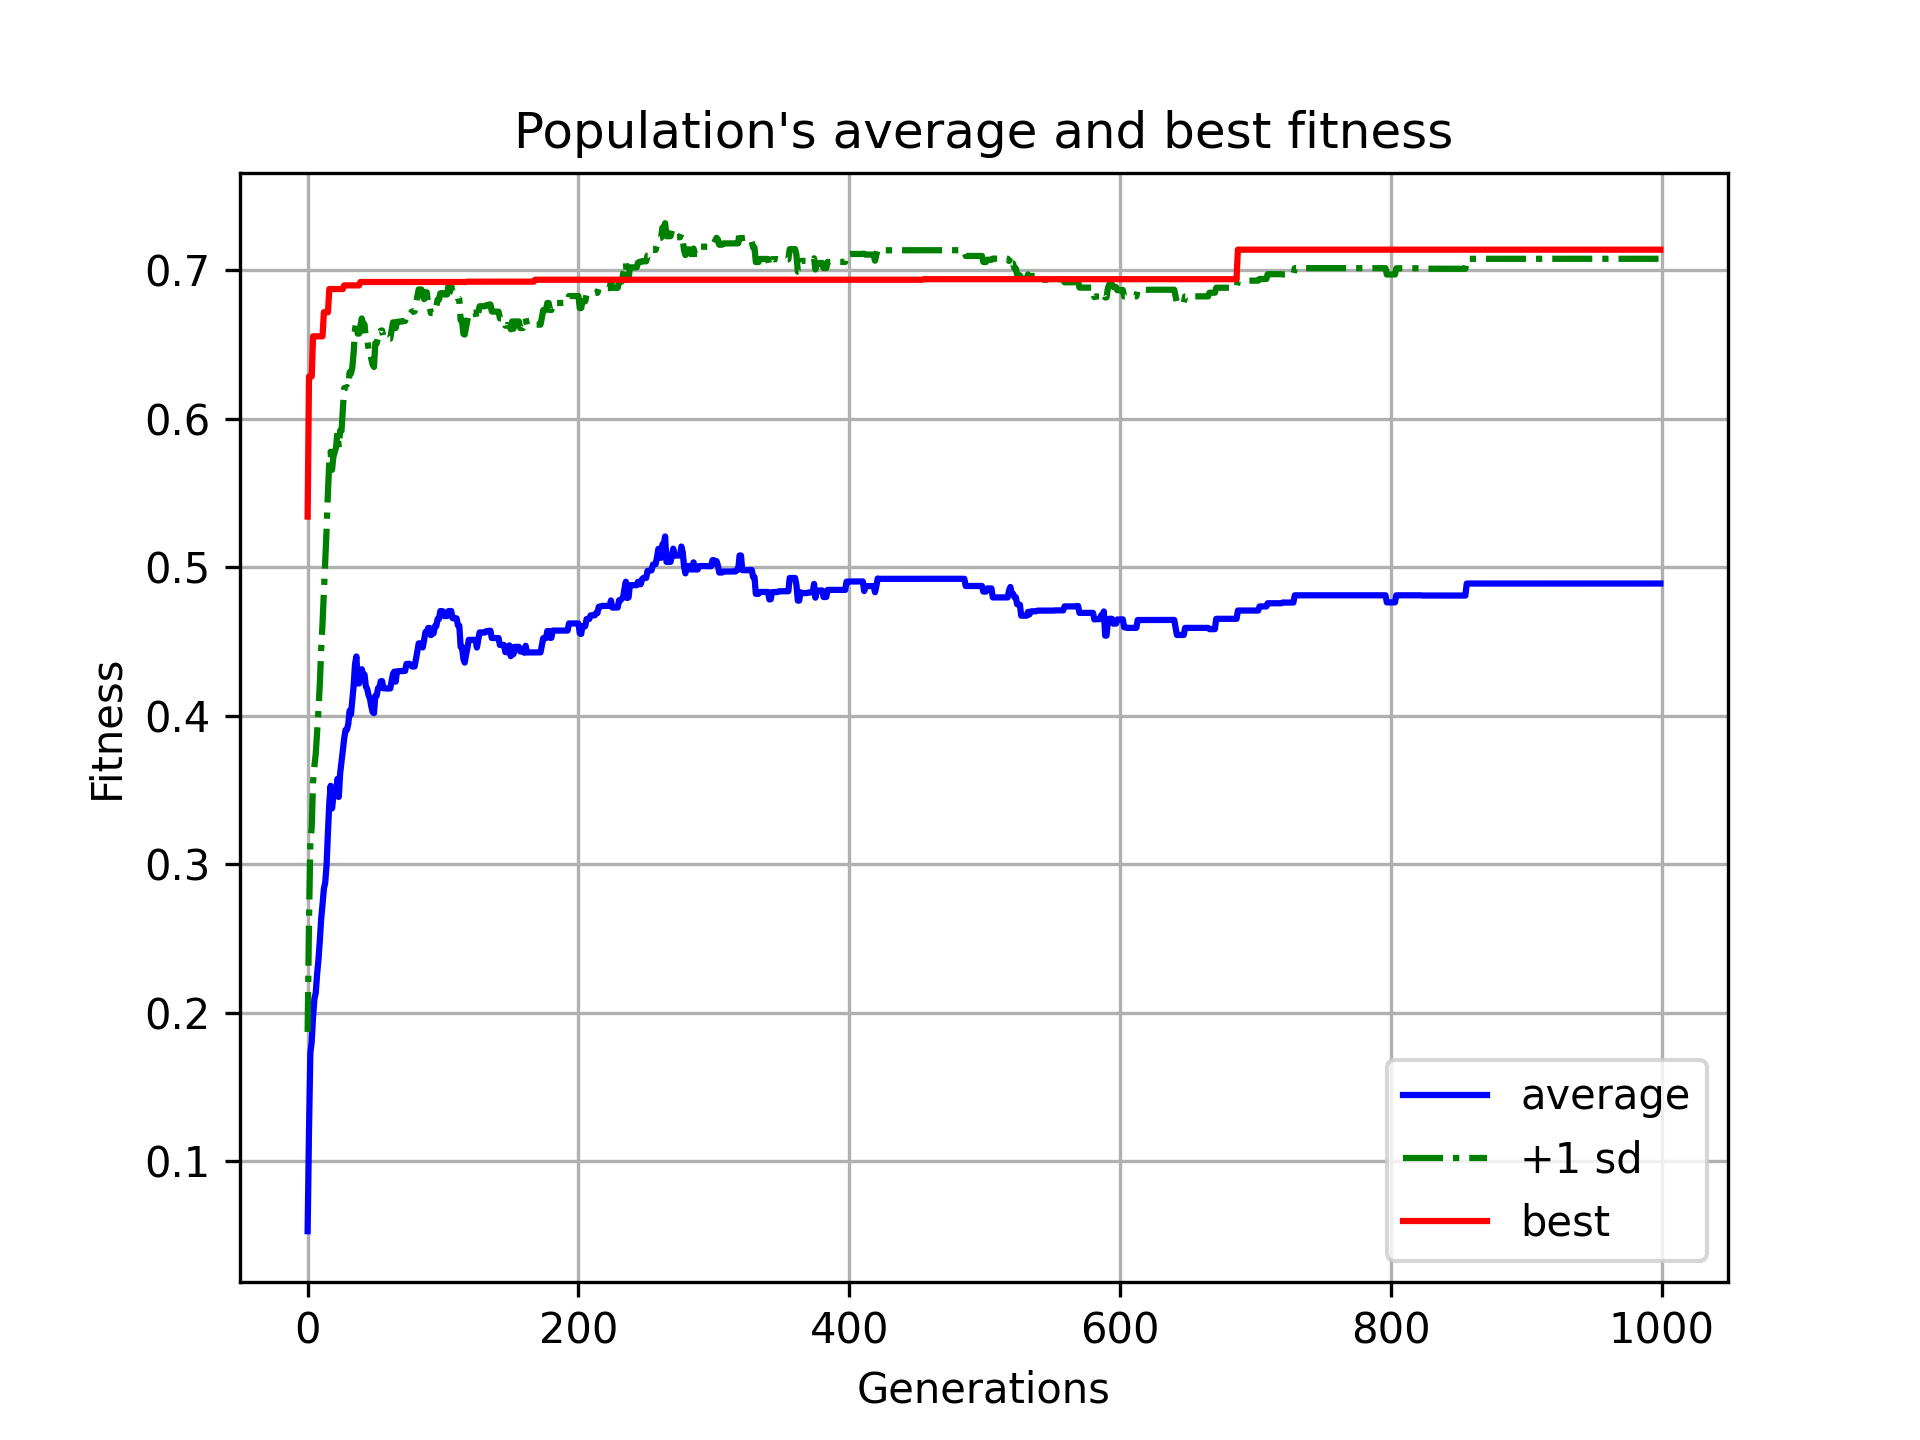 Population's average and best fitness
Fitness
0.7
0.6
0.5
0.4
0.3
0.2
0.1
0 200 400 600 800 1000
Generations
average
+1 sd
best